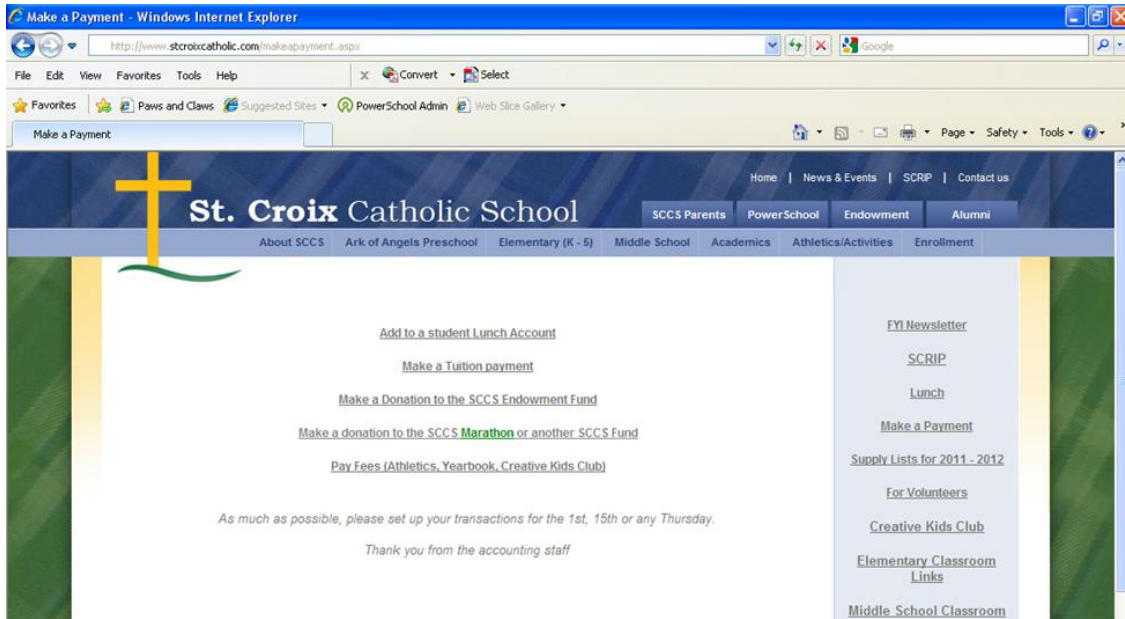 Make a Payment - Windows Internet Explorer
http://www.stcroixcatholic.com/makeapayment.aspx
Google
File Edit View Favorites Tools Help
x Convert Select
Favorites Paws and Claws Suggested Sites PowerSchool Admin Web Slice Gallery
Make a Payment
Page Safety Tools
Home | News & Events | SCRIP | Contact us
St. Croix Catholic School
SCCS Parents PowerSchool Endowment Alumni
About SCCS Ark of Angels Preschool Elementary (K - 5) Middle School Academics Athletics/Activities Enrollment
Add to a student Lunch Account
Make a Tuition payment
Make a Donation to the SCCS Endowment Fund
Make a donation to the SCCS Marathon or another SCCS Fund
Pay Fees (Athletics, Yearbook, Creative Kids Club)
As much as possible, please set up your transactions for the 1st, 15th or any Thursday.
Thank you from the accounting staff
FYI Newsletter
SCRIP
Lunch
Make a Payment
Supply Lists for 2011 - 2012
For Volunteers
Creative Kids Club
Elementary Classroom
Links
Middle School Classroom